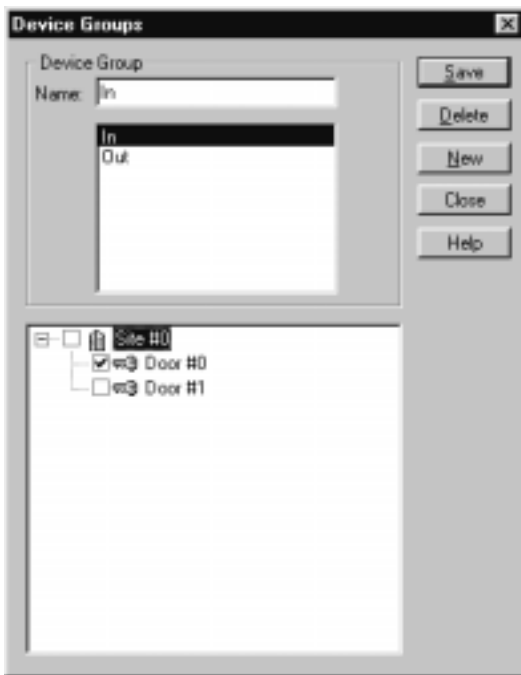 Device Groups
Device Group
Name: In
In
Out
Save
Delete
New
Close
Help
Site #0
Door #0
Door #1